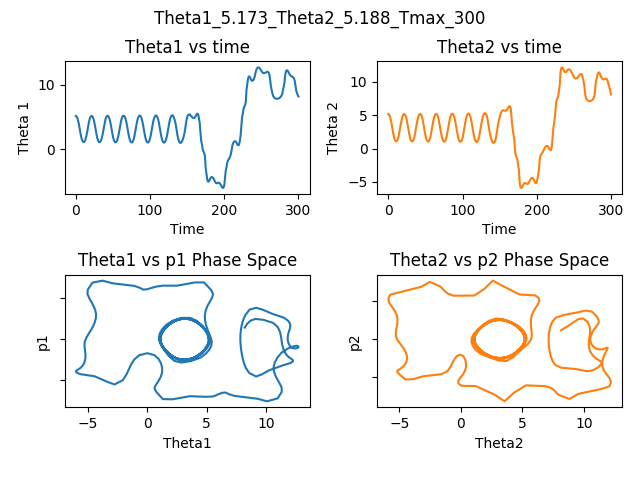 Theta1_5.173_Theta2_5.188_Tmax_300
Theta1 vs time
Theta 1
10
0
0
100
200
300
Time
Theta2 vs time
Theta 2
10
5
0
−5
0
100
200
300
Time
Theta1 vs p1 Phase Space
p1
−5
0
5
10
Theta1
Theta2 vs p2 Phase Space
p2
−5
0
5
10
Theta2